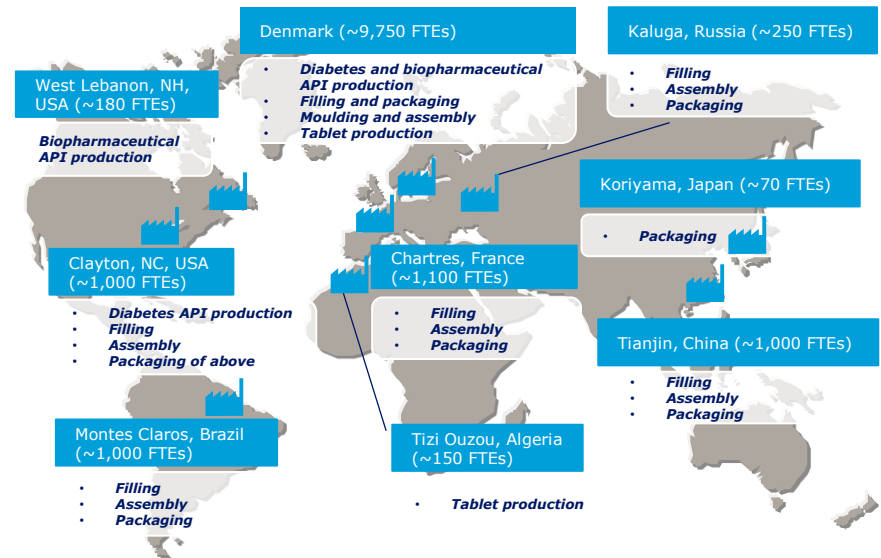 Denmark (~9,750 FTEs)
• Diabetes and biopharmaceutical
API production
• Filling and packaging
• Moulding and assembly
• Tablet production
Kaluga, Russia (~250 FTEs)
• Filling
• Assembly
• Packaging
West Lebanon, NH,
USA (~180 FTEs)
Biopharmaceutical
API production
Koriyama, Japan (~70 FTEs)
• Packaging
Clayton, NC, USA
(~1,000 FTEs)
• Diabetes API production
• Filling
• Assembly
• Packaging of above
Chartres, France
(~1,100 FTEs)
• Filling
• Assembly
• Packaging
Tianjin, China (~1,000 FTEs)
• Filling
• Assembly
• Packaging
Montes Claros, Brazil
(~1,000 FTEs)
• Filling
• Assembly
• Packaging
Tizi Ouzou, Algeria
(~150 FTEs)
• Tablet production